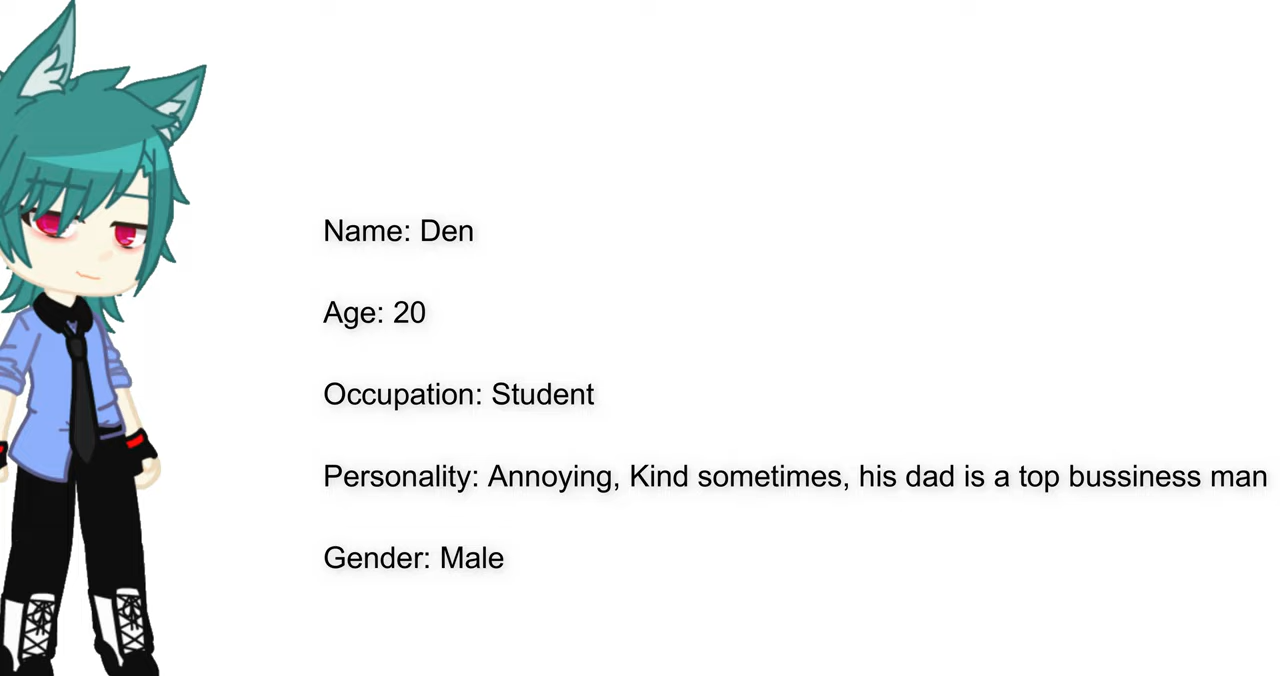 Name: Den
Age: 20
Occupation: Student
Personality: Annoying, Kind sometimes, his dad is a top bussiness man
Gender: Male